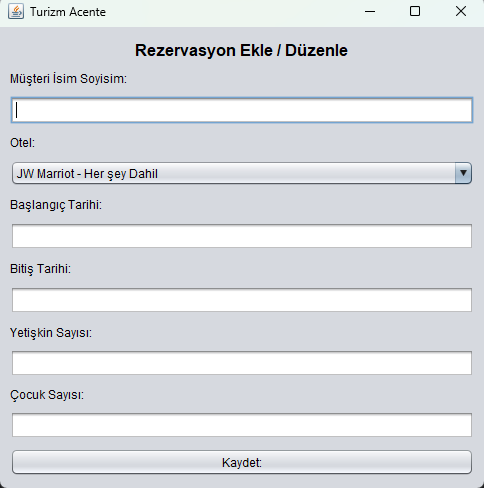 Turizm Acente
Rezervasyon Ekle / Düzenle
Müşteri İsim Soyisim:
Otel:
JW Marriot - Her şey Dahil
Başlangıç Tarihi:
Bitiş Tarihi:
Yetişkin Sayısı:
Çocuk Sayısı:
Kaydet: